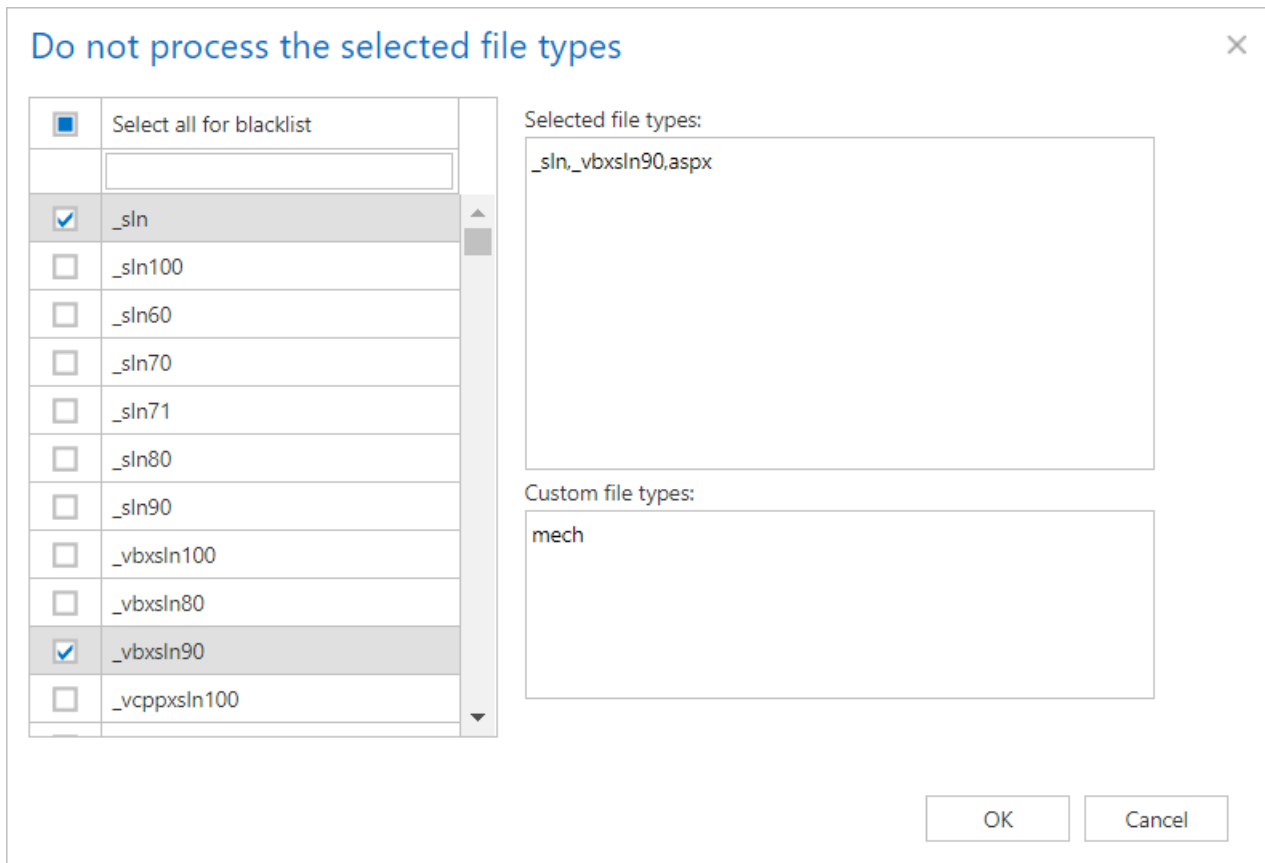 Do not process the selected file types
Select all for blacklist
_sln
_sln100
_sln60
_sln70
_sln71
_sln80
_sln90
_vbxsln100
_vbxsln80
_vbxsln90
_vcppxsln100
Selected file types:
_sln,_vbxsln90,aspx
Custom file types:
mech
OK
Cancel